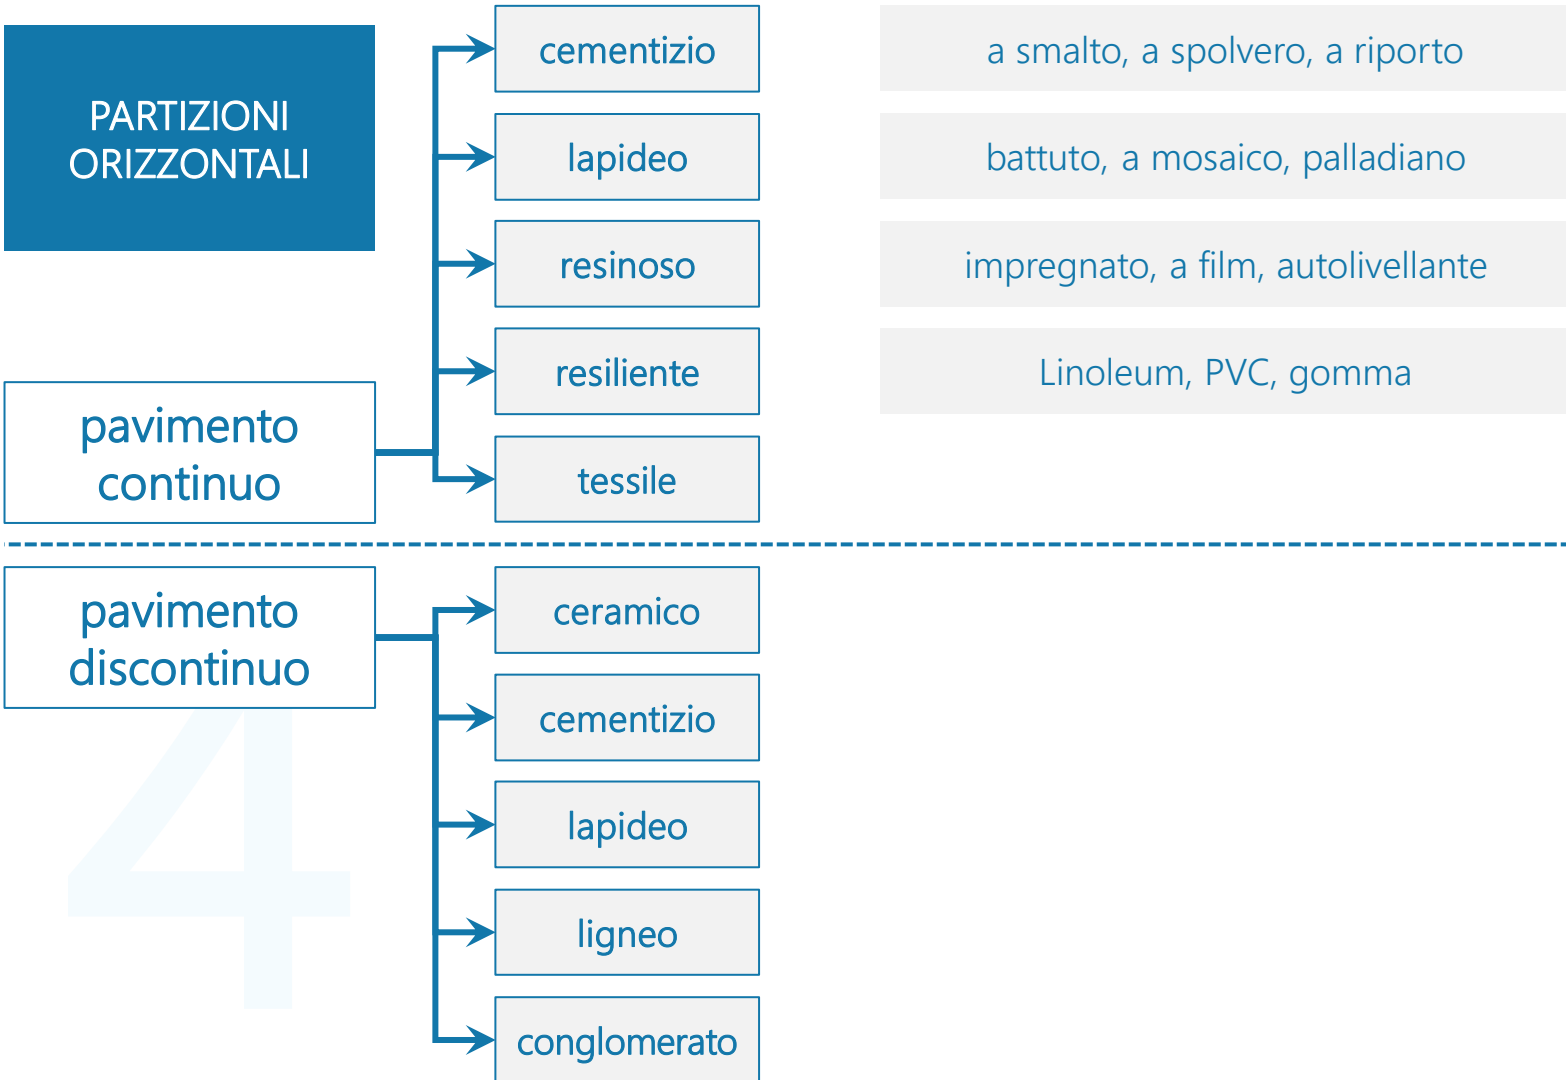 PARTIZIONI
ORIZZONTALI
cementizio
a smalto, a spolvero, a riporto
lapideo
battuto, a mosaico, palladiano
resinoso
impregnato, a film, autolivellante
resiliente
Linoleum, PVC, gomma
pavimento
continuo
tessile
pavimento
discontinuo
ceramico
cementizio
lapideo
ligneo
conglomerato
4